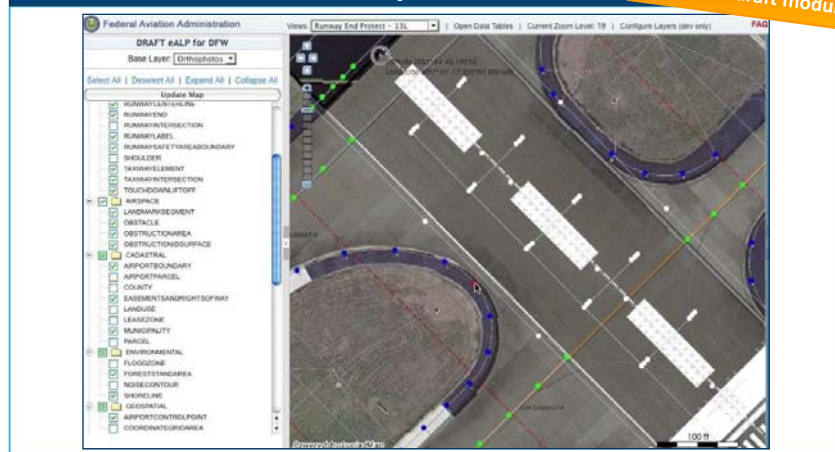 draft modul
Federal Aviation Administration
Views: Runway End Protect - 13L | Open Data Tables | Current Zoom Level: 19 | Configure Layers (dev only) FAQ
DRAFT eALP for DFW
Base Layer: Orthophotos
Select All | Deselect All | Expand All | Collapse All
Update Map
RUNWAYCENTERLINE
RUNWAYEND
RUNWAYINTERSECTION
RUNWAYLABEL
RUNWAYSAFETYAREABOUNDARY
SHOULDER
TAXIWAYELEMENT
TAXIWAYINTERSECTION
TOUCHDOWNLIFTOFF
AIRSPACE
LANDMARKSEGMENT
OBSTACLE
OBSTRUCTIONAREA
OBSTRUCTIONIDSURFACE
CADASTRAL
AIRPORTBOUNDARY
AIRPORTPARCEL
COUNTY
EASEMENTSANDRIGHTSOFWAY
LANDUSE
LEASEZONE
MUNICIPALITY
PARCEL
ENVIRONMENTAL
FLOODZONE
FORESTSTANDAREA
NOISECONTOUR
SHORELINE
GEOSPATIAL
AIRPORTCONTROLPOINT
COORDINATEGRIDAREA
100 ft